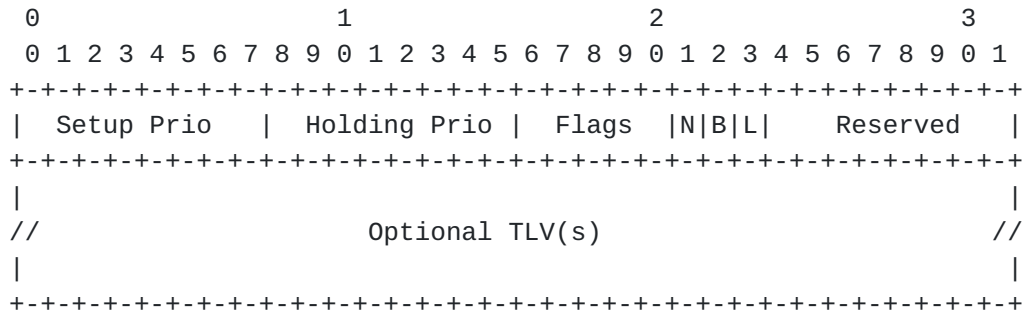 0                   1                   2                   3
 0 1 2 3 4 5 6 7 8 9 0 1 2 3 4 5 6 7 8 9 0 1 2 3 4 5 6 7 8 9 0 1
+-+-+-+-+-+-+-+-+-+-+-+-+-+-+-+-+-+-+-+-+-+-+-+-+-+-+-+-+-+-+-+-+
|  Setup Prio   |  Holding Prio |  Flags  |N|B|L|    Reserved   |
+-+-+-+-+-+-+-+-+-+-+-+-+-+-+-+-+-+-+-+-+-+-+-+-+-+-+-+-+-+-+-+-+
|                                                               |
//                     Optional TLV(s)                         //
|                                                               |
+-+-+-+-+-+-+-+-+-+-+-+-+-+-+-+-+-+-+-+-+-+-+-+-+-+-+-+-+-+-+-+-+